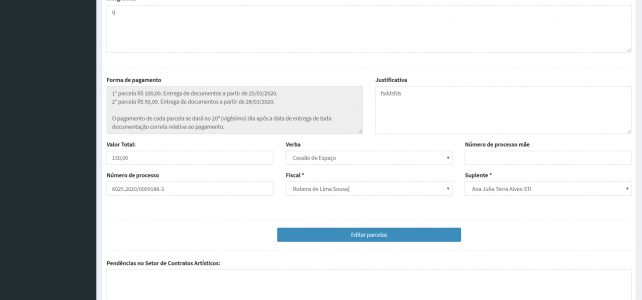 q
Forma de pagamento
Justificativa
1ª parcela R$ 100,00. Entrega de documentos a partir de 25/03/2020.
2ª parcela R$ 50,00. Entrega de documentos a partir de 28/03/2020.
O pagamento de cada parcela se dará no 20º (vigésimo) dia após a data de entrega de toda
documentação correta relativa ao pagamento.
fsddsfds
Valor Total:
Verba
Número de processo mãe
150,00
Cessão de Espaço
Número de processo
Fiscal *
Suplente *
6025.2020/0009188-3
Rubens de Lima Sousa|
Ana Júlia Terra Alves-STI
Editar parcelas
Pendências no Setor de Contratos Artísticos: